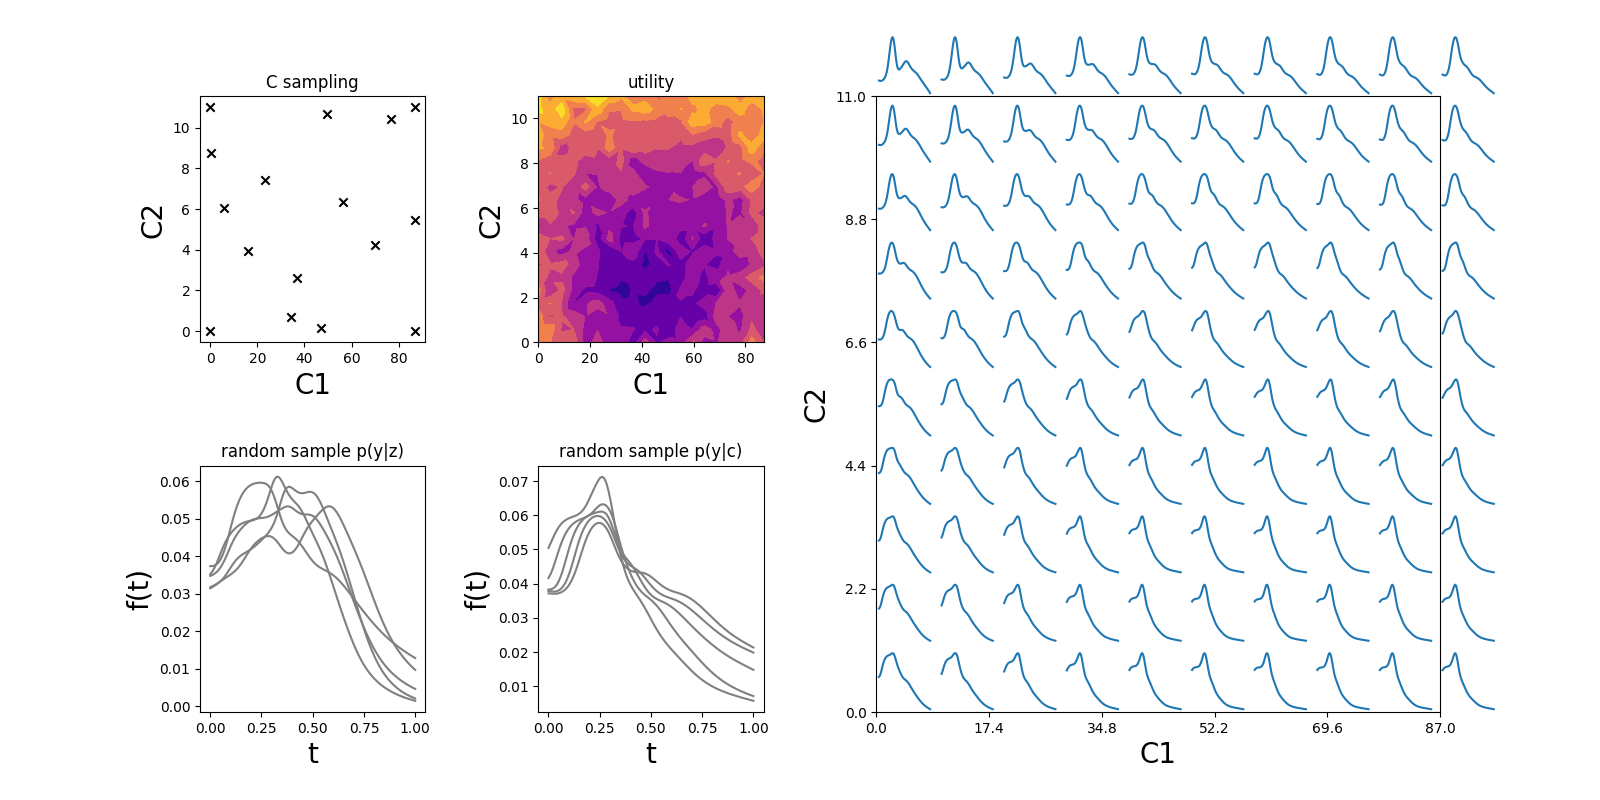 C sampling
10
8
6
4
2
0
C2
0 20 40 60 80
C1
utility
10
8
6
4
2
0
C2
0 20 40 60 80
C1
random sample p(y|z)
0.06
0.05
0.04
0.03
0.02
0.01
0.00
f(t)
0.00 0.25 0.50 0.75 1.00
t
random sample p(y|c)
0.07
0.06
0.05
0.04
0.03
0.02
0.01
f(t)
0.00 0.25 0.50 0.75 1.00
t
11.0
8.8
6.6
4.4
2.2
0.0
C2
0.0 17.4 34.8 52.2 69.6 87.0
C1